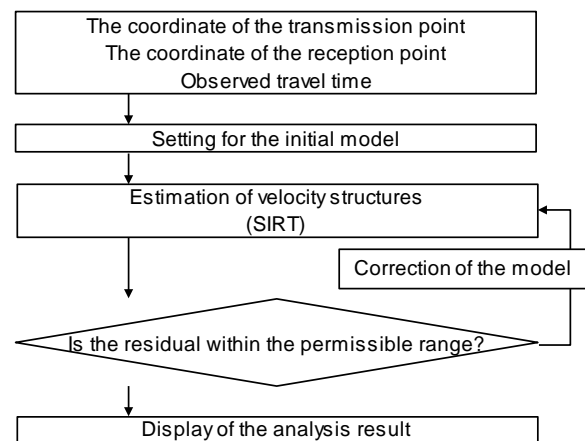 The coordinate of the transmission point
The coordinate of the reception point
Observed travel time
Setting for the initial model
Estimation of velocity structures
(SIRT)
Correction of the model
Is the residual within the permissible range?
Display of the analysis result